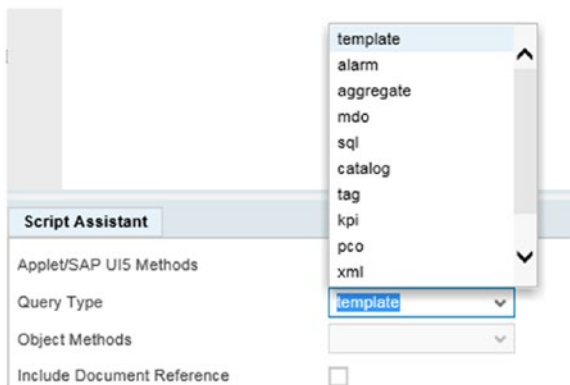 template
alarm
aggregate
mdo
sql
catalog
tag
kpi
pco
xml
Script Assistant
Applet/SAP UI5 Methods
Query Type
template
Object Methods
Include Document Reference